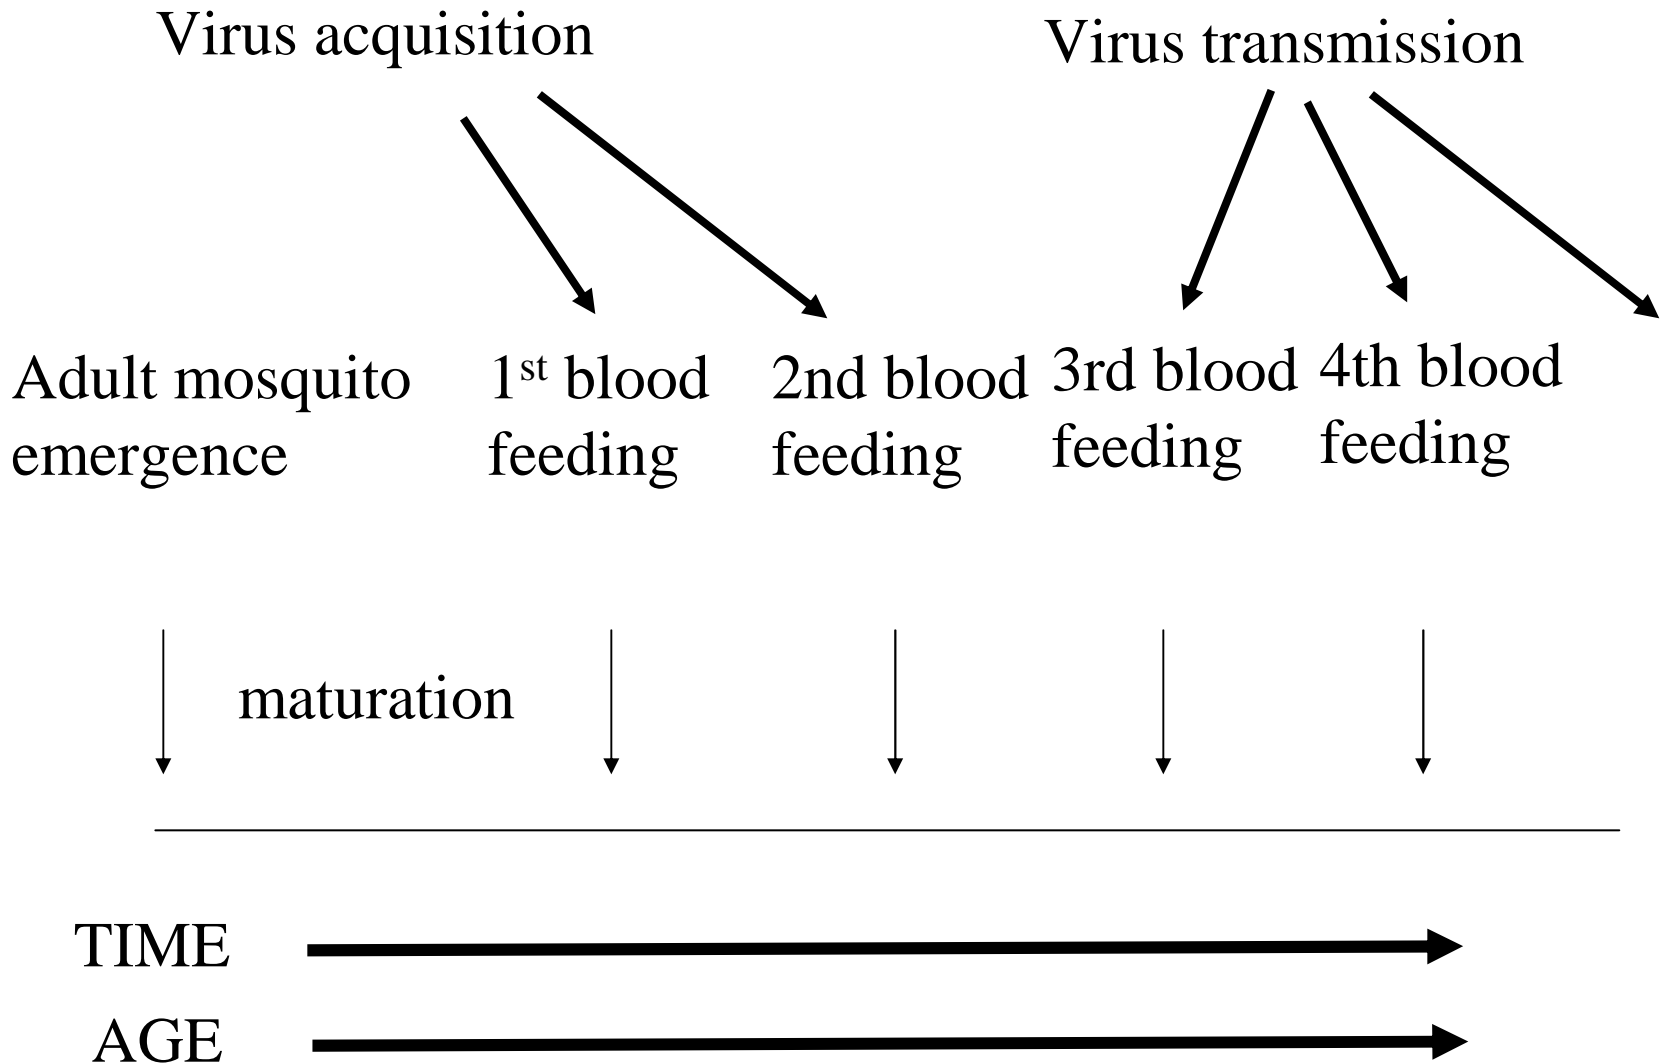 Virus acquisition
Virus transmission
Adult mosquito
emergence
1st blood
feeding
2nd blood
feeding
3rd blood
feeding
4th blood
feeding
maturation
TIME
AGE